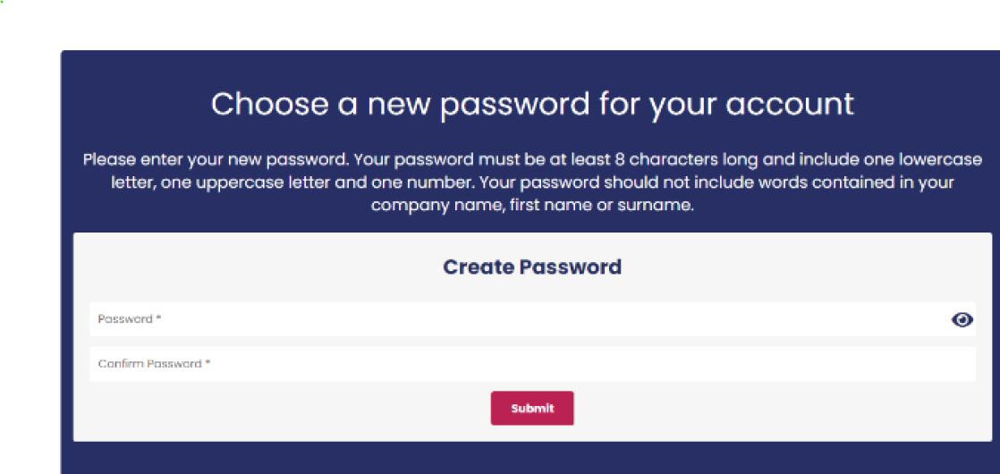 Choose a new password for your account
Please enter your new password. Your password must be at least 8 characters long and include one lowercase
letter, one uppercase letter and one number. Your password should not include words contained in your
company name, first name or surname.
Create Password
Password *
Confirm Password *
Submit